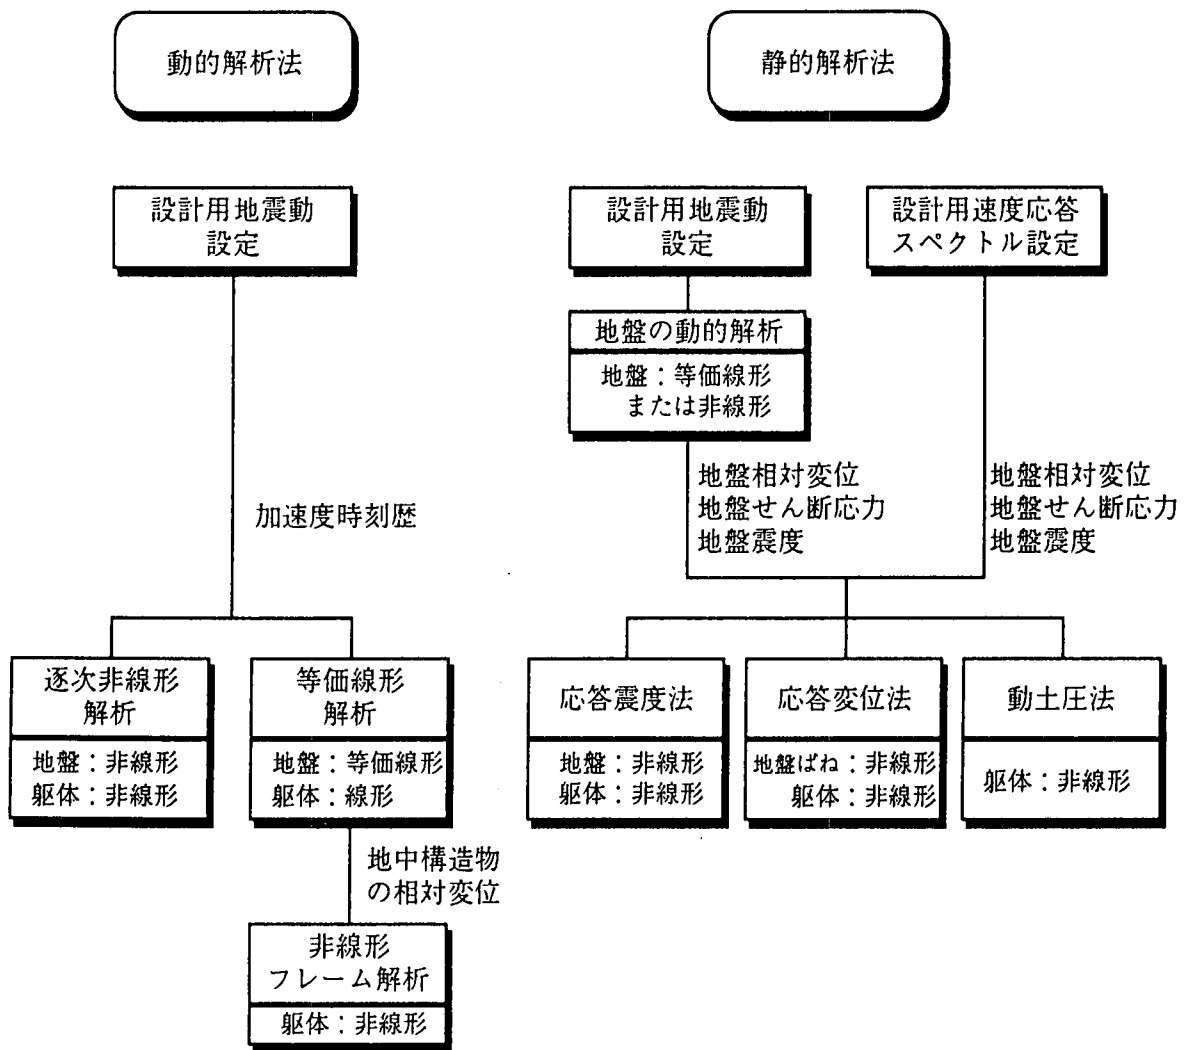 動的解析法
設計用地震動
設定
加速度時刻歴
逐次非線形
解析
地盤：非線形
躯体：非線形
等価線形
解析
地盤：等価線形
躯体：線形
地中構造物
の相対変位
非線形
フレーム解析
躯体：非線形
静的解析法
設計用地震動
設定
地盤の動的解析
地盤：等価線形
または非線形
地盤相対変位
地盤せん断応力
地盤震度
設計用速度応答
スペクトル設定
地盤相対変位
地盤せん断応力
地盤震度
応答震度法
地盤：非線形
躯体：非線形
応答変位法
地盤ばね：非線形
躯体：非線形
動土圧法
躯体：非線形